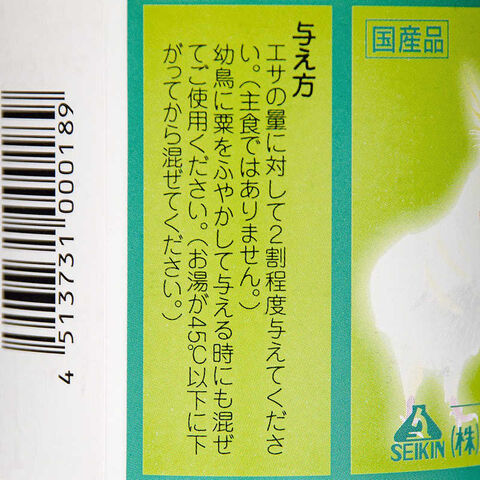 与え方
エサの量に対して2割程度与えてくださ
い。(主食ではありません。)
幼鳥に粟をふやかして与える時にも混ぜ
てご使用ください。(お湯が45℃以下に下
がってから混ぜてください。)
国産品
SEIKIN (株)
4 513731 000189